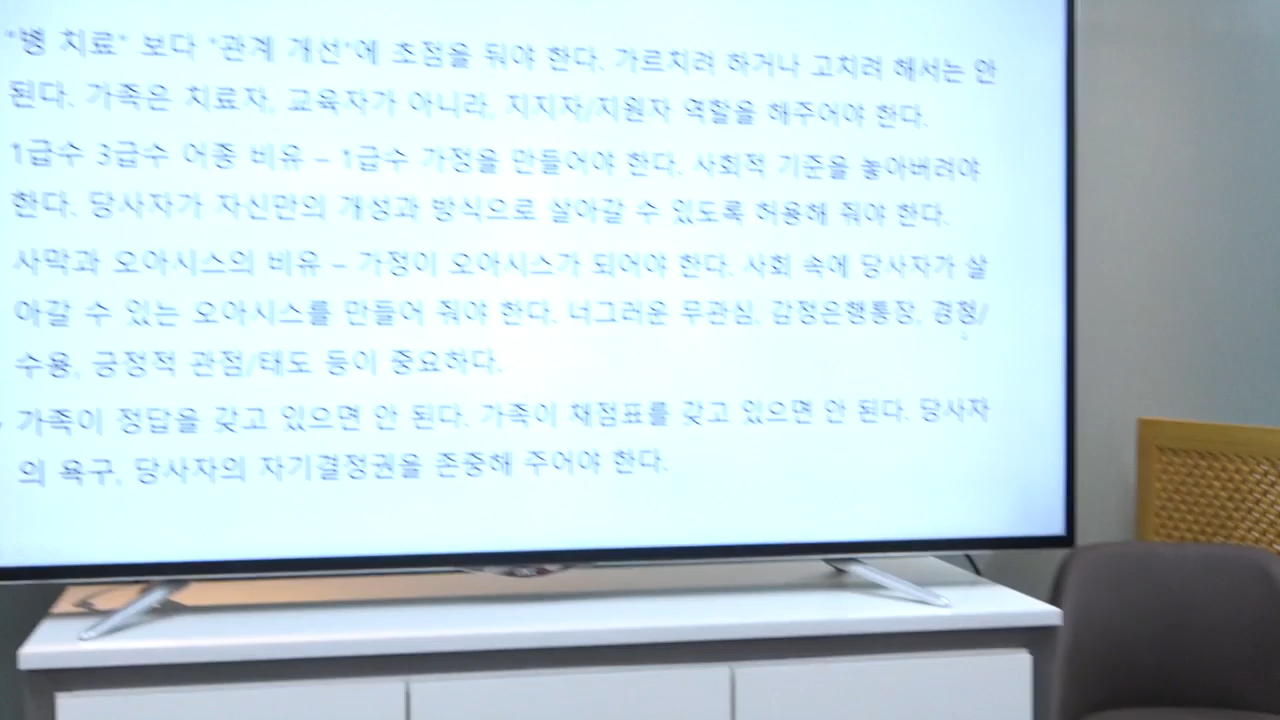 "병 치료" 보다 "관계 개선"에 초점을 둬야 한다. 가르치려 하거나 고치려 해서는 안
된다. 가족은 치료자, 교육자가 아니라, 지지자/지원자 역할을 해주어야 한다.
1급수 3급수 어종 비유 – 1급수 가정을 만들어야 한다. 사회적 기준을 놓아버려야
한다. 당사자가 자신만의 개성과 방식으로 살아갈 수 있도록 허용해 줘야 한다.
사막과 오아시스의 비유 – 가정이 오아시스가 되어야 한다. 사회 속에 당사자가 살
아갈 수 있는 오아시스를 만들어 줘야 한다. 너그러운 무관심, 감정은행통장, 경청/
수용, 긍정적 관점/태도 등이 중요하다.
가족이 정답을 갖고 있으면 안 된다. 가족이 채점표를 갖고 있으면 안 된다. 당사자
의 욕구, 당사자의 자기결정권을 존중해 주어야 한다.